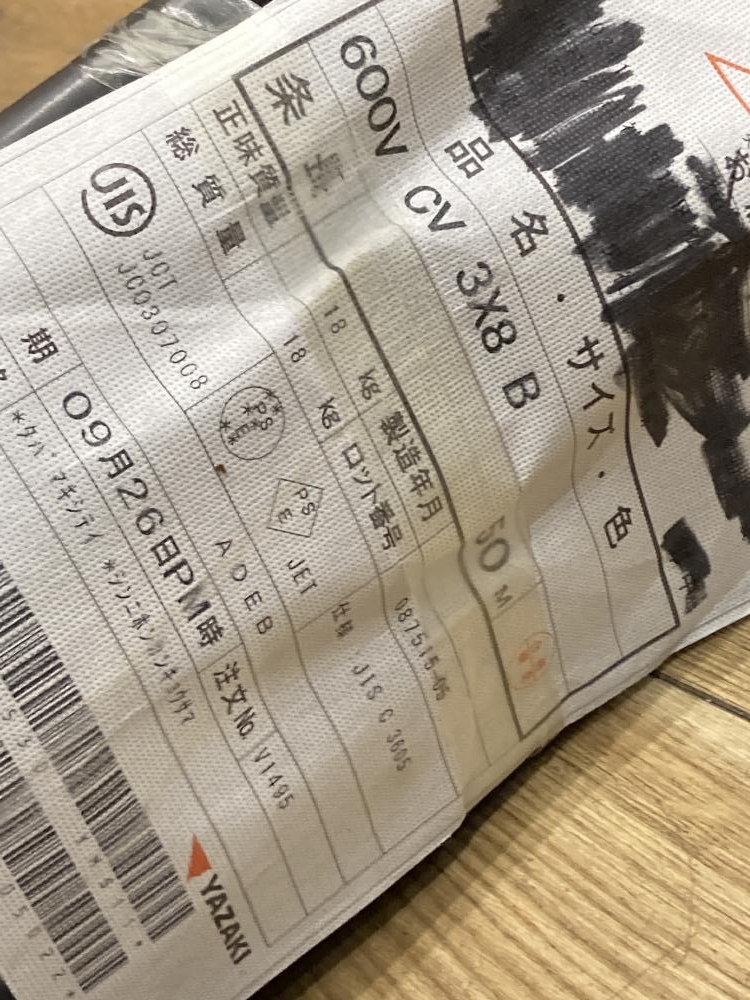 品名・サイズ・色
600V CV 3X8 B
条長
50 M
正味質量 18 kg 製造年月
総質量 18 kg ロット番号 087515-05
JIS
JCT
JC0307008
PS E
PS E
JET
仕様 JIS C 3605
A D E B
期 09月26日PM時 注文No. V1495
YAZAKI